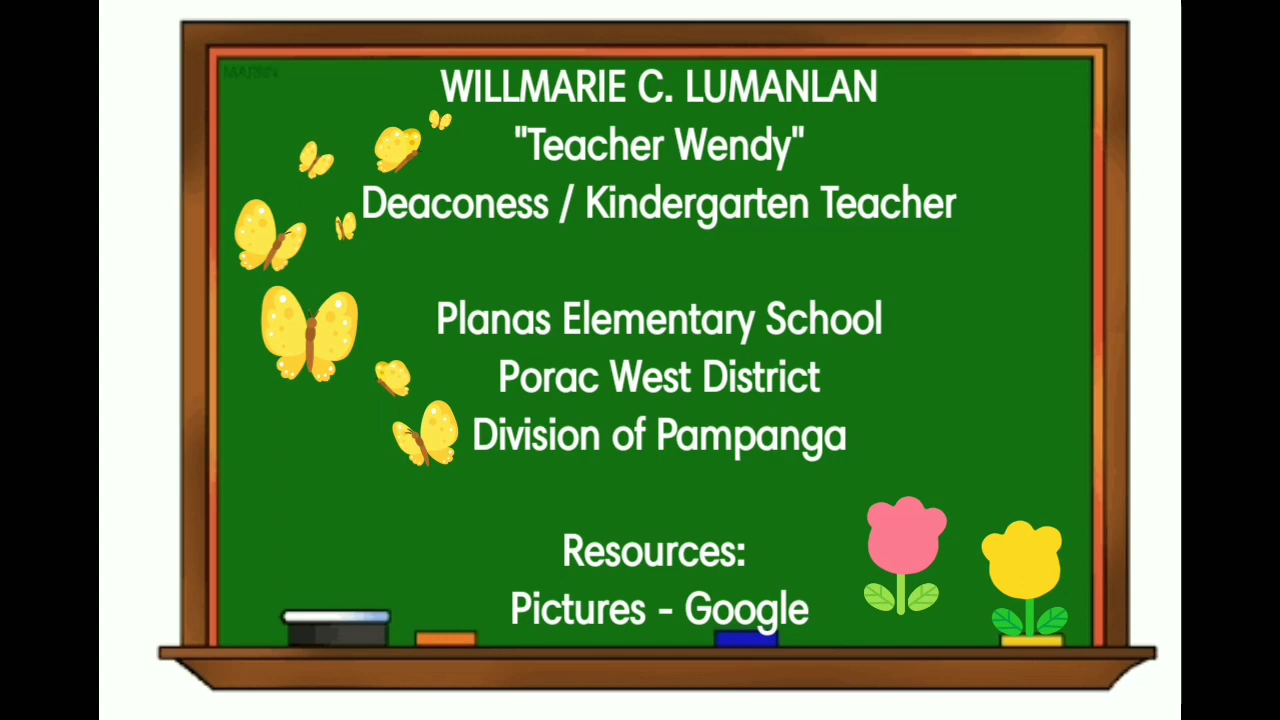 WILLMARIE C. LUMANLAN
"Teacher Wendy"
Deaconess / Kindergarten Teacher
Planas Elementary School
Porac West District
Division of Pampanga
Resources:
Pictures - Google